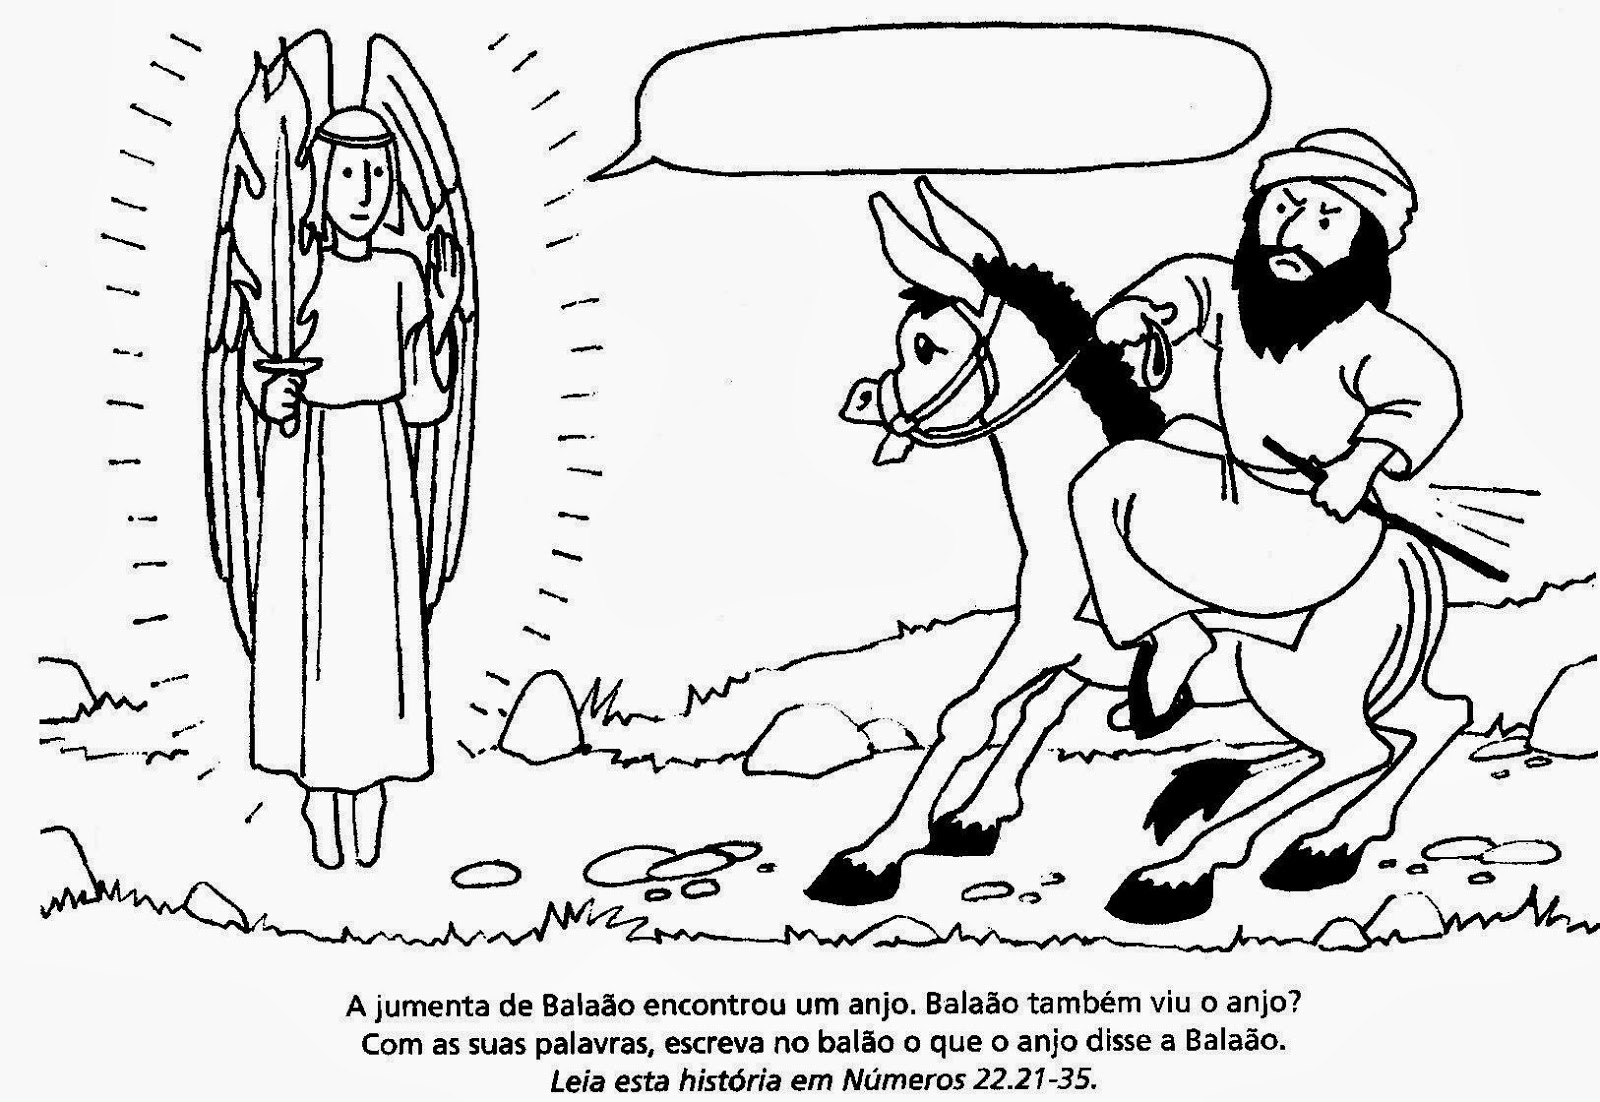 A jumenta de Balaão encontrou um anjo. Balaão também viu o anjo?
Com as suas palavras, escreva no balão o que o anjo disse a Balaão.
Leia esta história em Números 22.21-35.